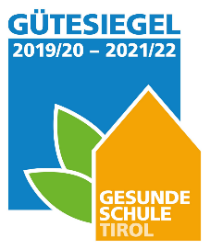 GÜTESIEGEL
2019/20 – 2021/22
GESUNDE
SCHULE
TIROL